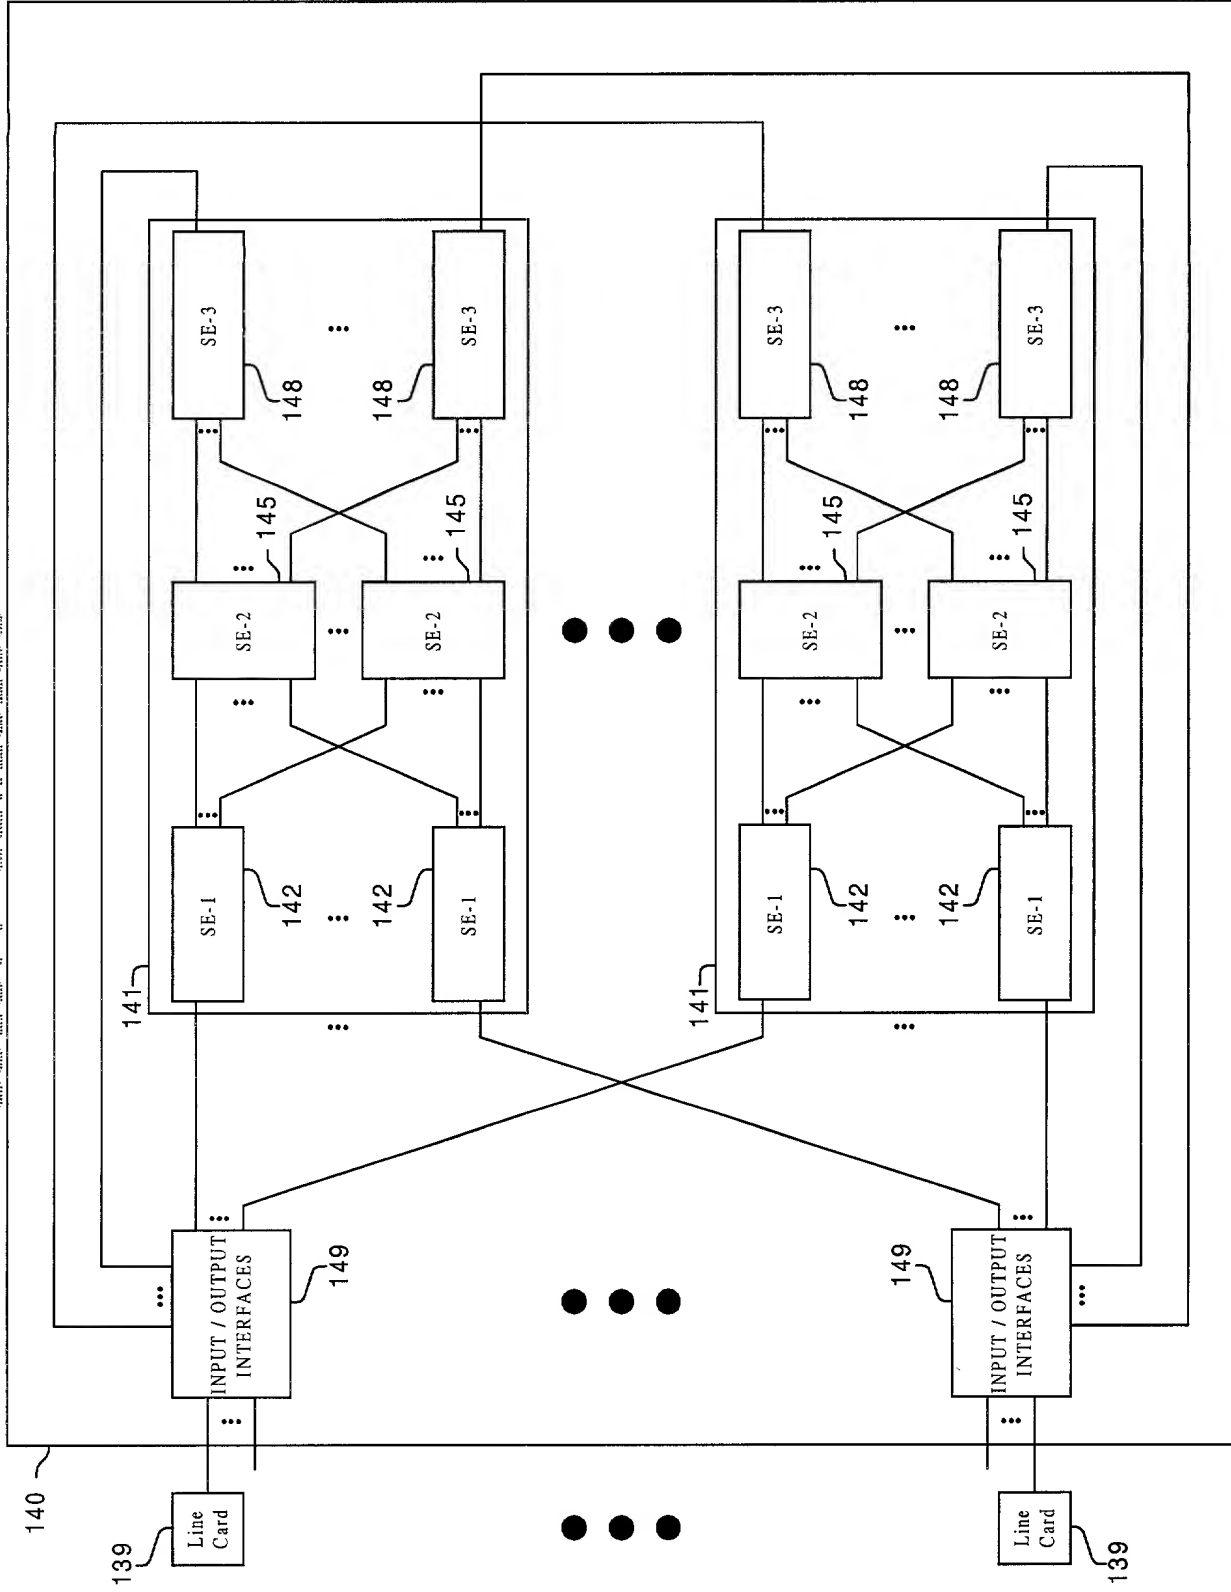 140
139
141
Line
Card
INPUT / OUTPUT
INTERFACES
SE-1
SE-2
SE-3
145
142
148
149
142
148
SE-2
145
SE-1
SE-3
141
SE-1
SE-2
SE-3
145
142
148
149
142
148
Line
Card
INPUT / OUTPUT
INTERFACES
SE-1
SE-2
145
SE-3
139